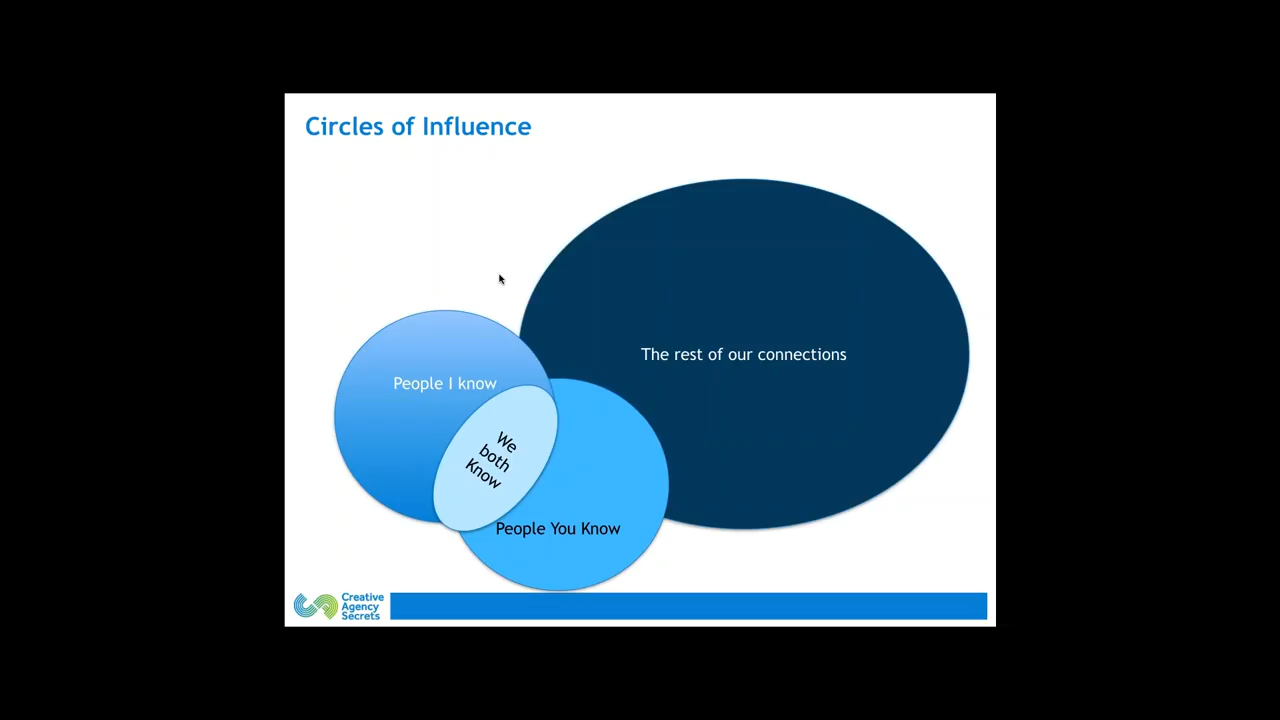 Circles of Influence
The rest of our connections
People I know
We
both
Know
People You Know
Creative
Agency
Secrets